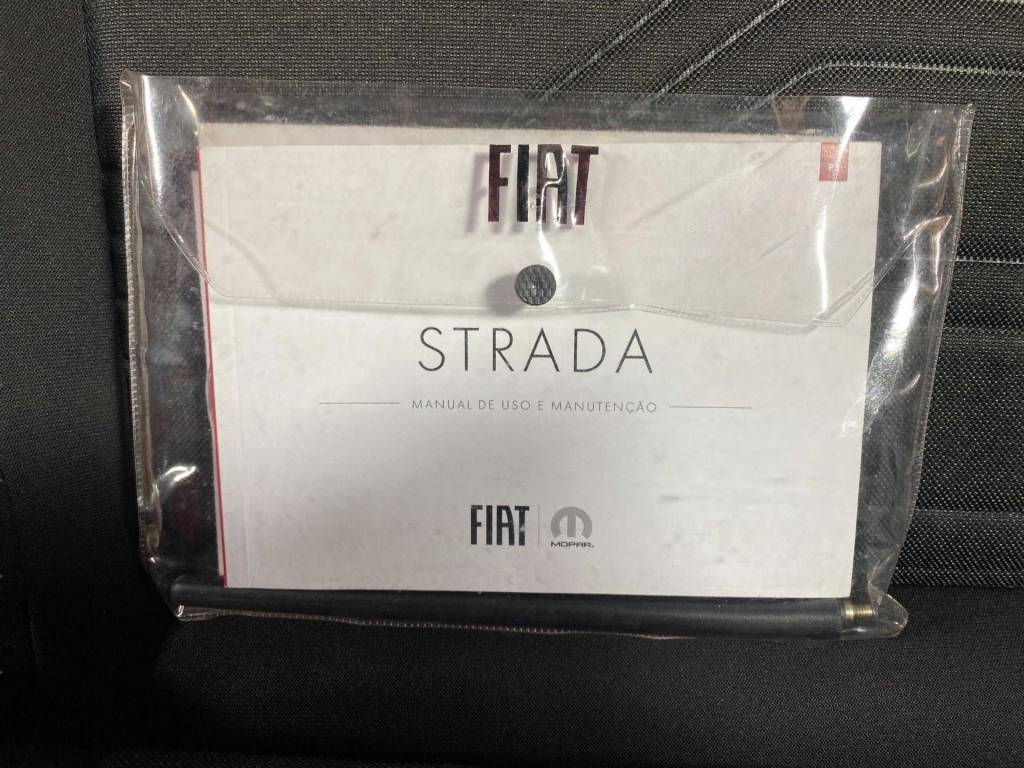 FIAT
STRADA
MANUAL DE USO E MANUTENÇÃO
FIAT
MOPAR.